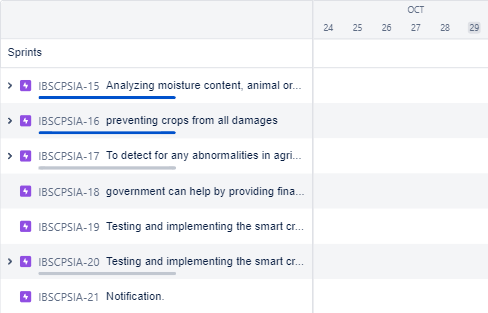 OCT
24 25 26 27 28 29
Sprints
IBSCPSIA-15 Analyzing moisture content, animal or...
IBSCPSIA-16 preventing crops from all damages
IBSCPSIA-17 To detect for any abnormalities in agri...
IBSCPSIA-18 government can help by providing fina...
IBSCPSIA-19 Testing and implementing the smart cr...
IBSCPSIA-20 Testing and implementing the smart cr...
IBSCPSIA-21 Notification.